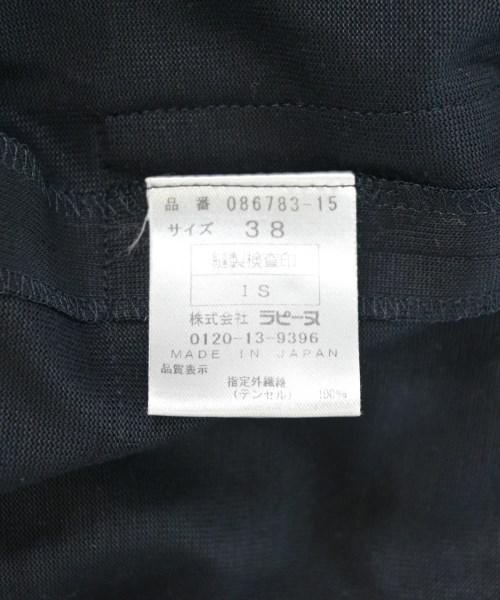 品番 086783-15
サイズ 38
縫製検査印
IS
株式会社 ラピーヌ
0120-13-9396
MADE IN JAPAN
品質表示
指定外繊維
(テンセル) 100%